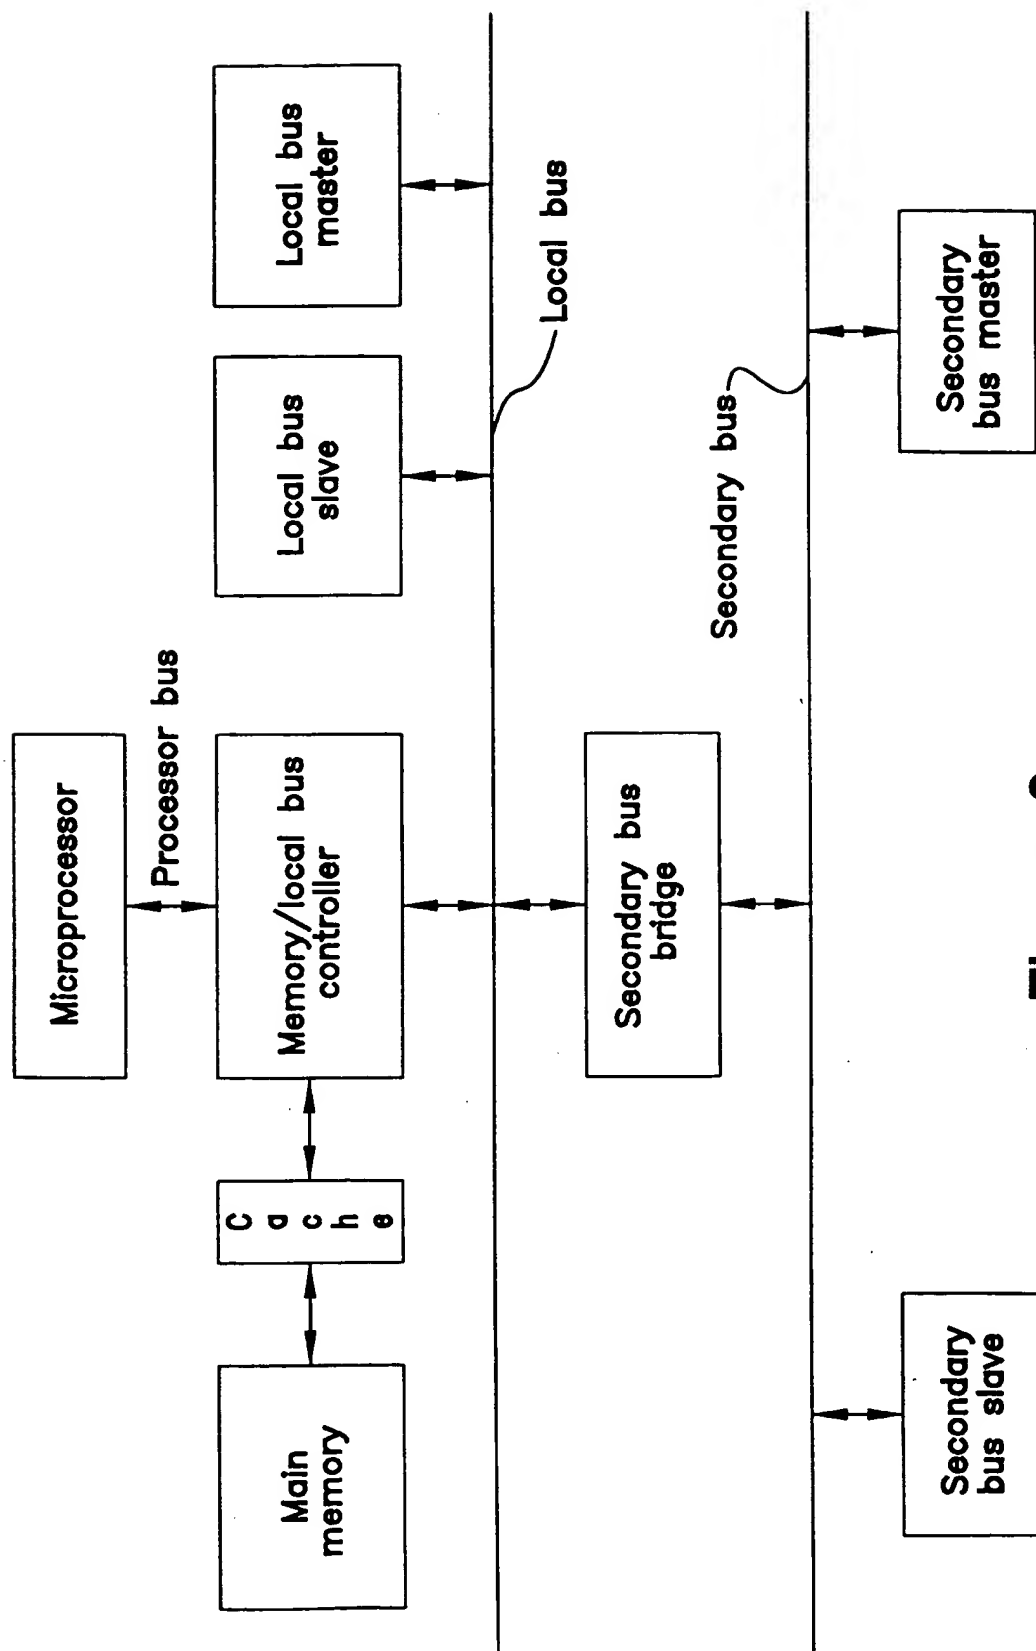 Microprocessor
Processor bus
Main
memory
C
a
c
h
e
Memory/local bus
controller
Local bus
slave
Local bus
master
Local bus
Secondary bus
bridge
Secondary bus
Secondary
bus slave
Secondary
bus master